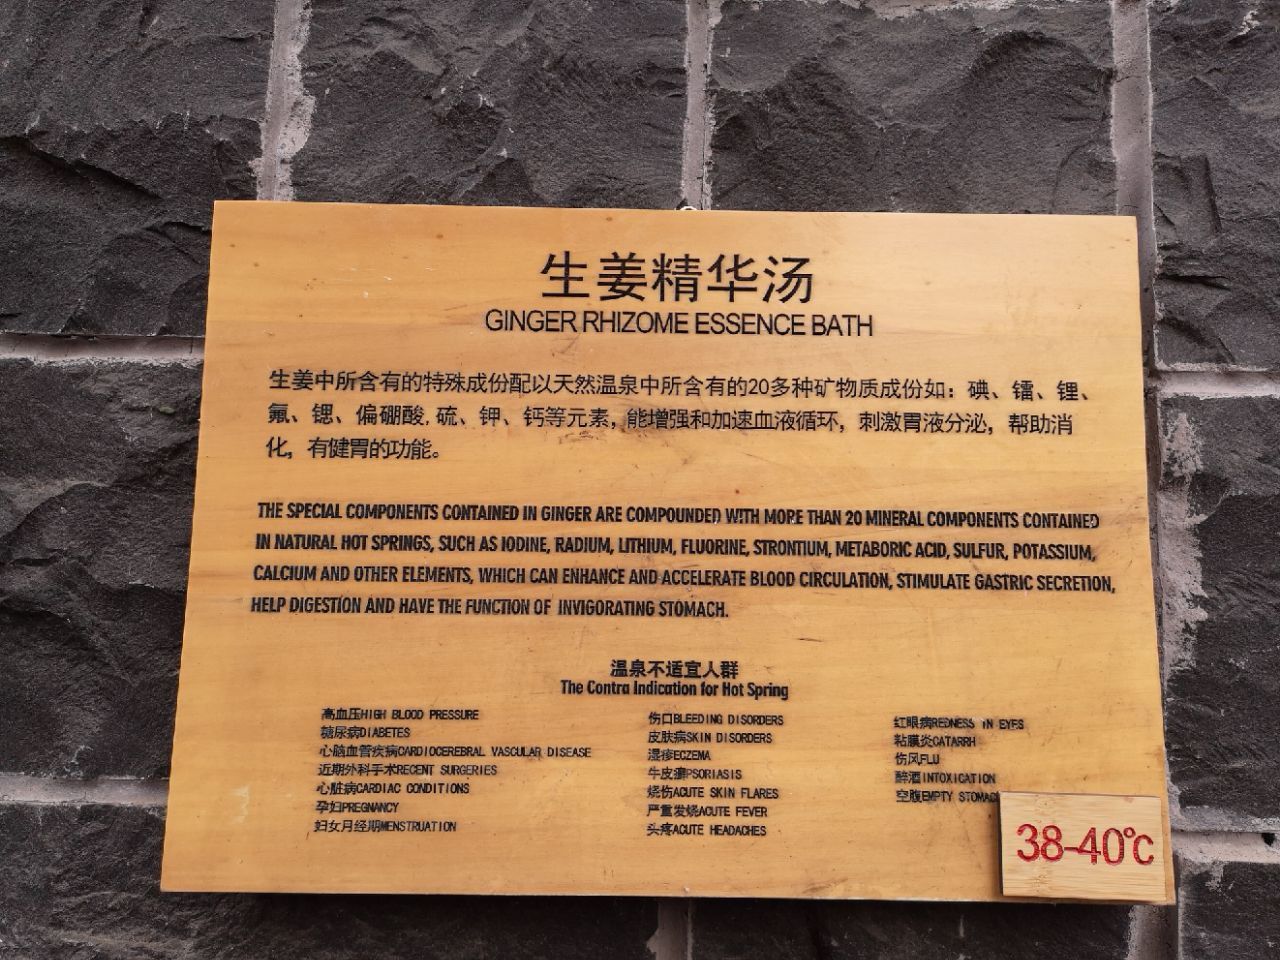 生姜精华汤
GINGER RHIZOME ESSENCE BATH
生姜中所含有的特殊成份配以天然温泉中所含有的20多种矿物质成份如：碘、镭、锂、
氟、锶、偏硼酸,硫、钾、钙等元素，能增强和加速血液循环，刺激胃液分泌，帮助消
化，有健胃的功能。
THE SPECIAL COMPONENTS CONTAINED IN GINGER ARE COMPOUNDED WITH MORE THAN 20 MINERAL COMPONENTS CONTAINED
IN NATURAL HOT SPRINGS, SUCH AS IODINE, RADIUM, LITHIUM, FLUORINE, STRONTIUM, METABORIC ACID, SULFUR, POTASSIUM,
CALCIUM AND OTHER ELEMENTS, WHICH CAN ENHANCE AND ACCELERATE BLOOD CIRCULATION, STIMULATE GASTRIC SECRETION,
HELP DIGESTION AND HAVE THE FUNCTION OF INVIGORATING STOMACH.
温泉不适宜人群
The Contra Indication for Hot Spring
高血压HIGH BLOOD PRESSURE
糖尿病DIABETES
心脑血管疾病CARDIOCEREBRAL VASCULAR DISEASE
近期外科手术RECENT SURGERIES
心脏病CARDIAC CONDITIONS
孕妇PREGNANCY
妇女月经期MENSTRUATION
伤口BLEEDING DISORDERS
皮肤病SKIN DISORDERS
湿疹ECZEMA
牛皮癣PSORIASIS
烧伤ACUTE SKIN FLARES
严重发烧ACUTE FEVER
头疼ACUTE HEADACHES
红眼病REDNESS IN EYES
粘膜炎CATARRH
伤风FLU
醉酒INTOXICATION
空腹EMPTY STOMAC
38-40℃